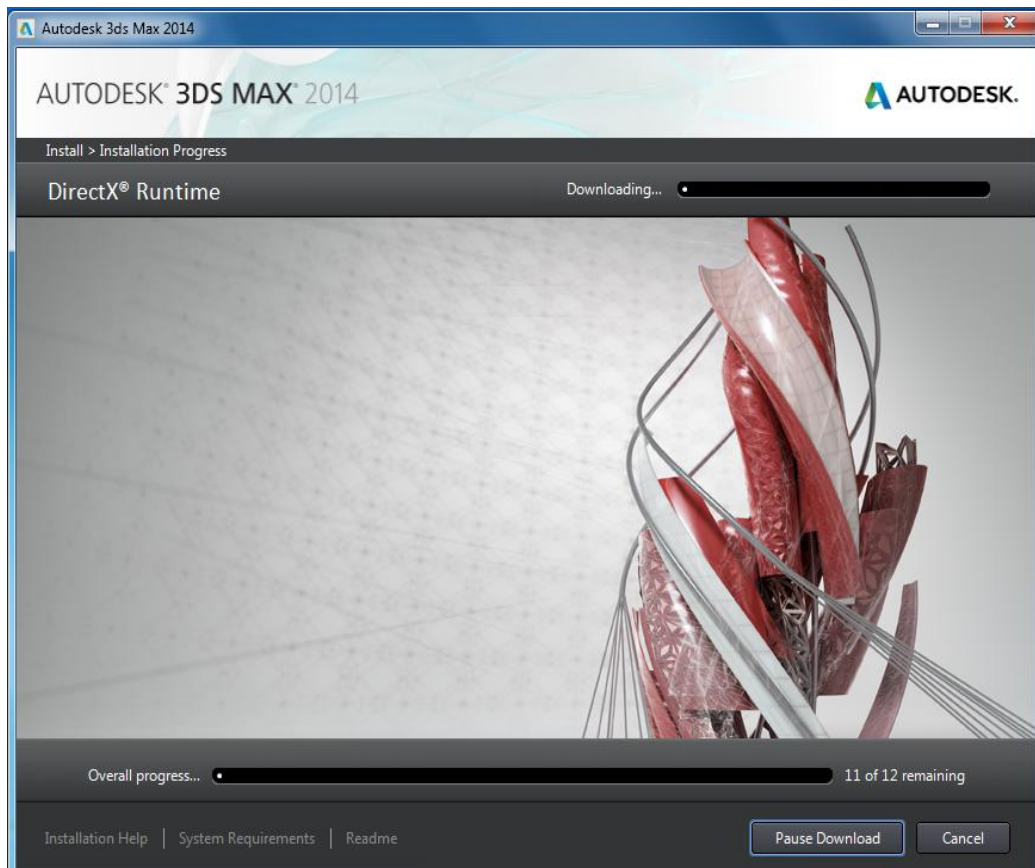 Autodesk 3ds Max 2014
AUTODESK® 3DS MAX® 2014
AUTODESK.
Install > Installation Progress
DirectX® Runtime
Downloading...
Overall progress...
11 of 12 remaining
Installation Help | System Requirements | Readme
Pause Download
Cancel